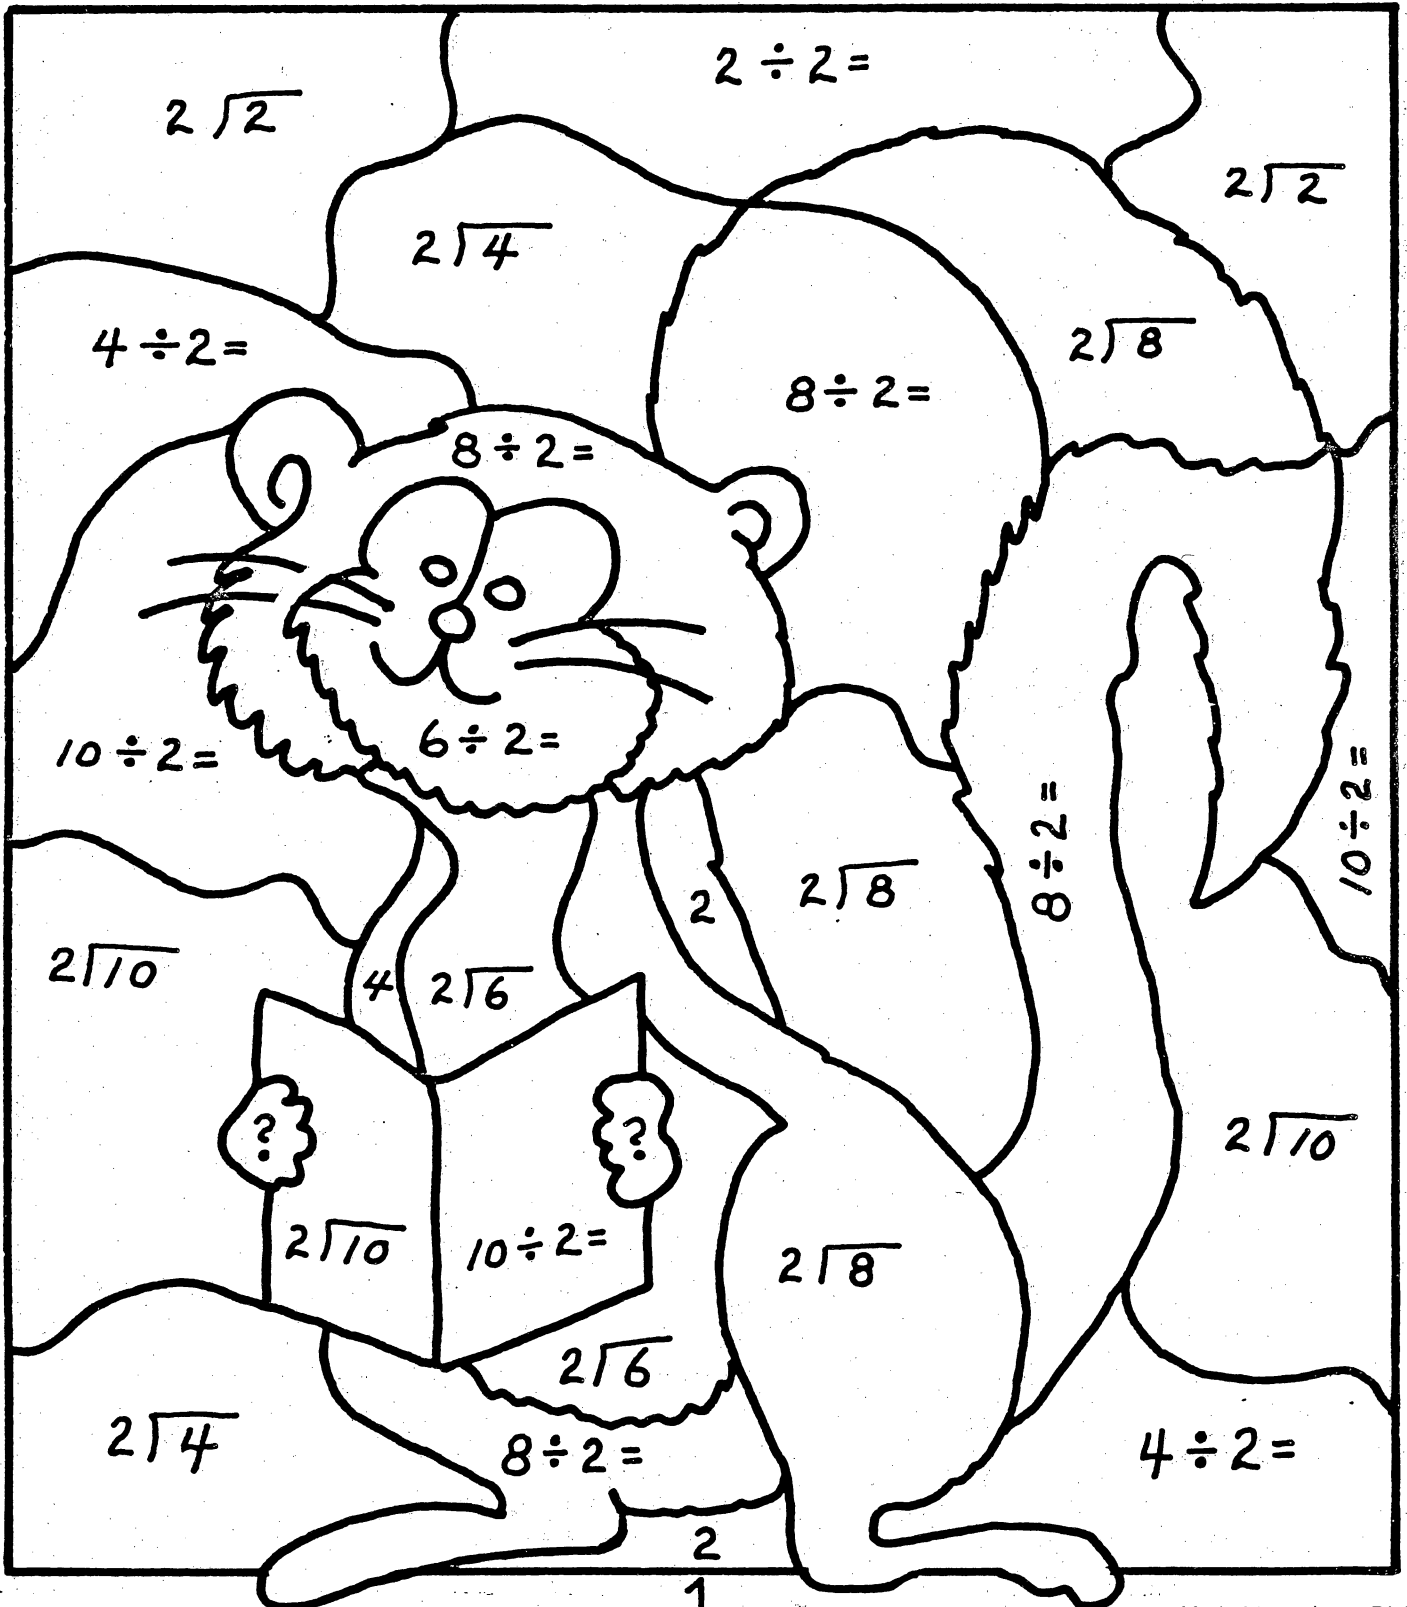 2 ÷ 2 =
2 ⟌ 2
2 ⟌ 2
2 ⟌ 4
4 ÷ 2 =
2 ⟌ 8
8 ÷ 2 =
8 ÷ 2 =
6 ÷ 2 =
10 ÷ 2 =
10 ÷ 2 =
8 ÷ 2 =
2 ⟌ 8
2
2 ⟌ 10
4
2 ⟌ 6
?
?
2 ⟌ 10
2 ⟌ 10
10 ÷ 2 =
2 ⟌ 8
2 ⟌ 6
2 ⟌ 4
8 ÷ 2 =
4 ÷ 2 =
2
1